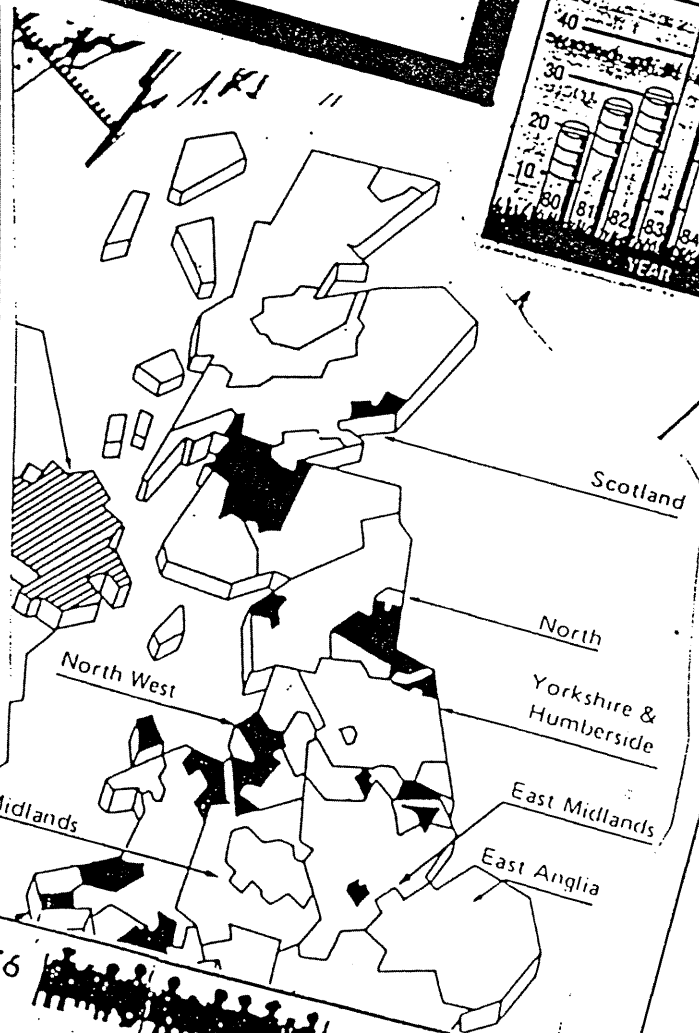 40
30
20
10
80 81 82 83 84
YEAR
Scotland
North
North West
Yorkshire &
Humberside
Midlands
East Midlands
East Anglia